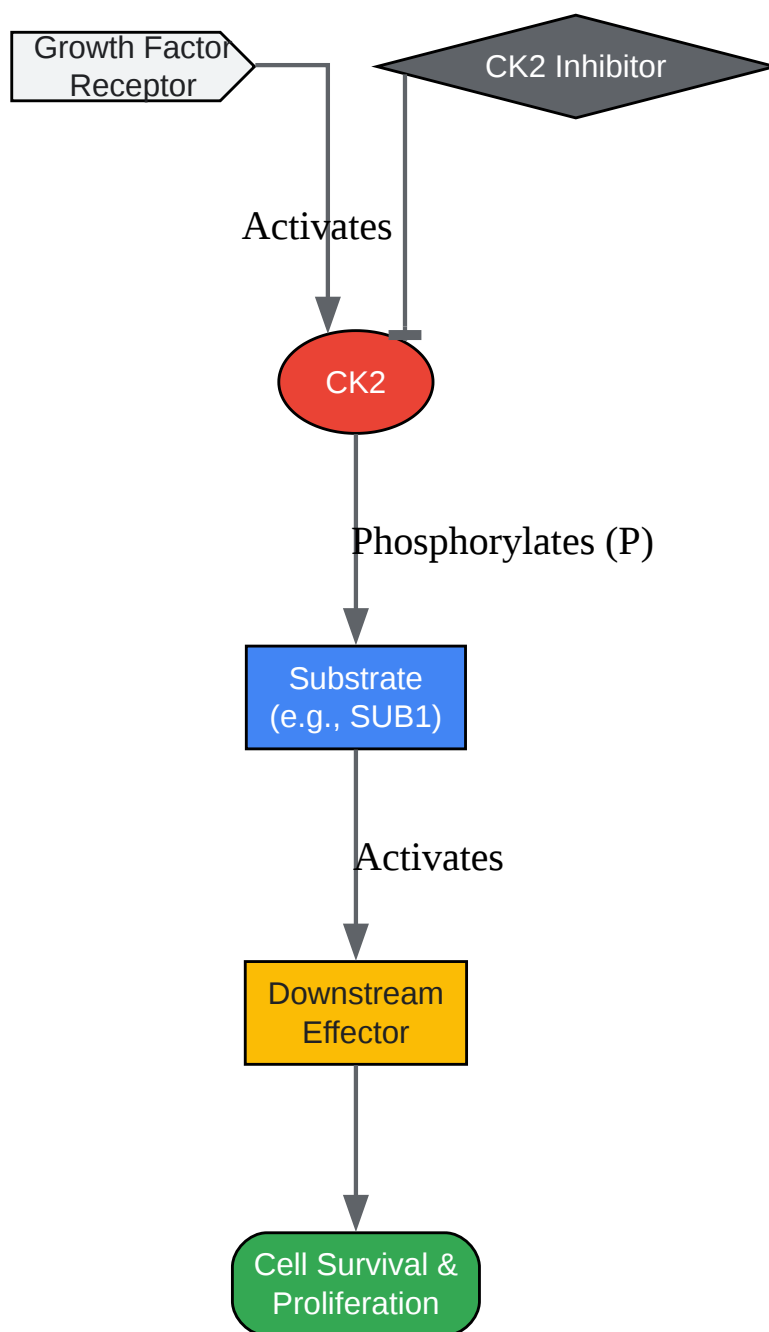 Growth Factor
Receptor
CK2 Inhibitor
Activates
CK2
Phosphorylates (P)
Substrate
(e.g., SUB1)
Activates
Downstream
Effector
Cell Survival &
Proliferation